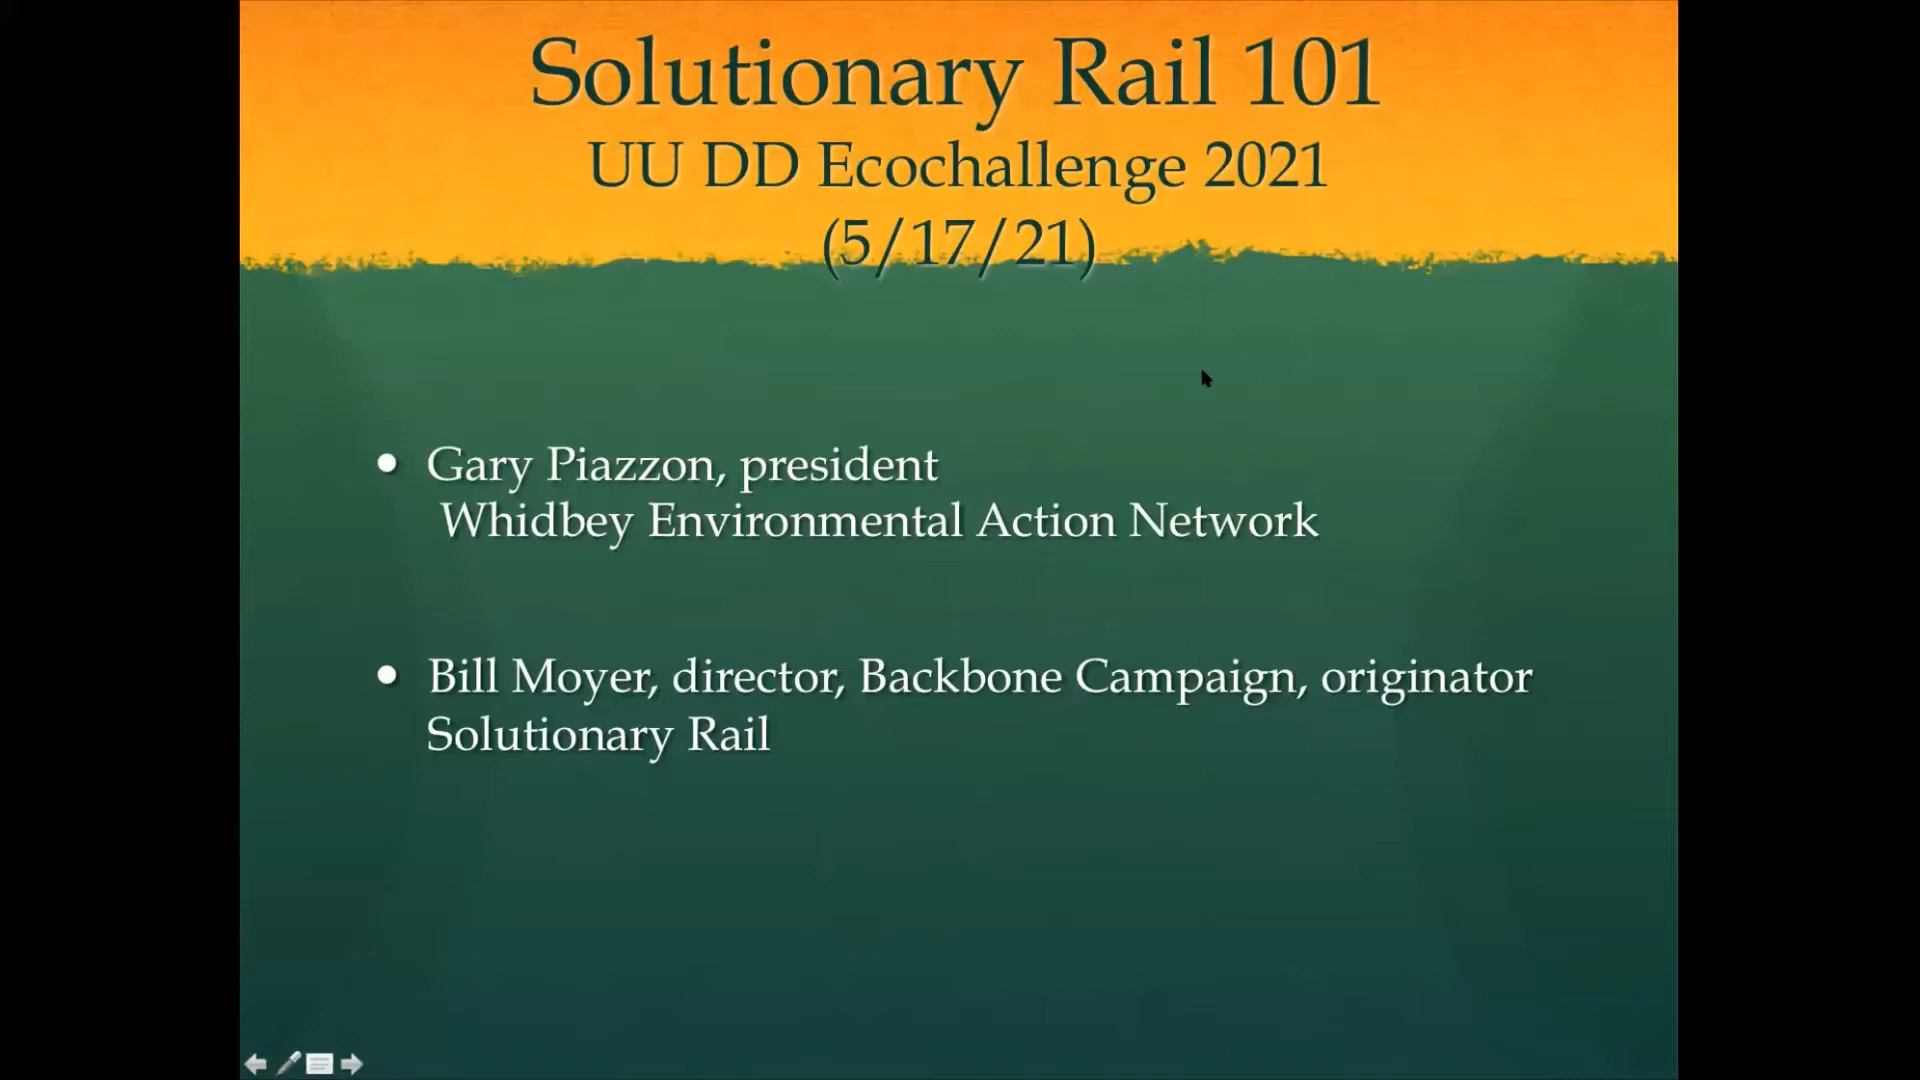 Solutionary Rail 101
UU DD Ecochallenge 2021
(5/17/21)
• Gary Piazzon, president
Whidbey Environmental Action Network
• Bill Moyer, director, Backbone Campaign, originator
Solutionary Rail